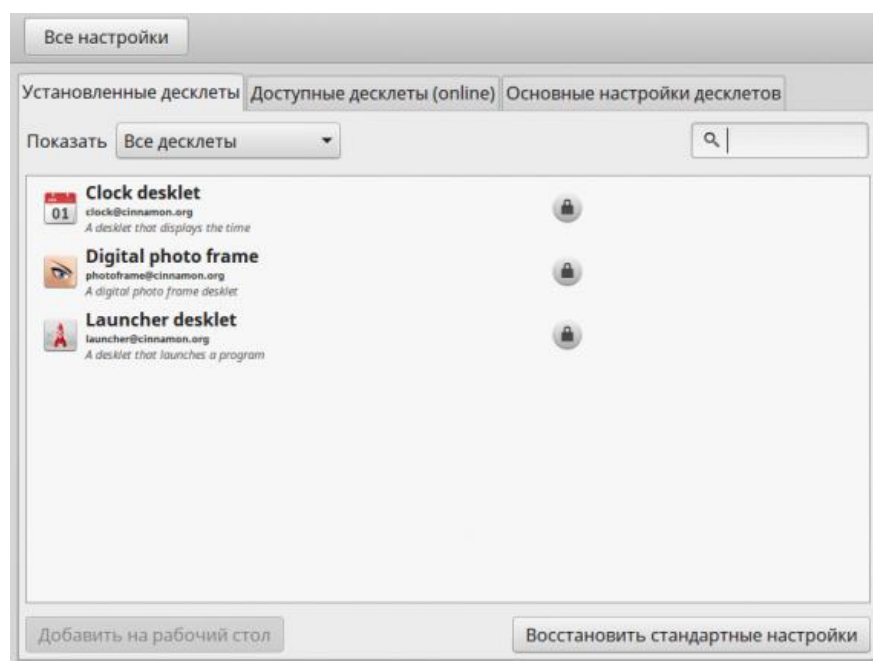 Все настройки
Установленные десклеты Доступные десклеты (online) Основные настройки десклетов
Показать Все десклеты
01
Clock desklet
clock@cinnamon.org
A desklet that displays the time
Digital photo frame
photoframe@cinnamon.org
A digital photo frame desklet
Launcher desklet
launcher@cinnamon.org
A desklet that launches a program
Добавить на рабочий стол Восстановить стандартные настройки